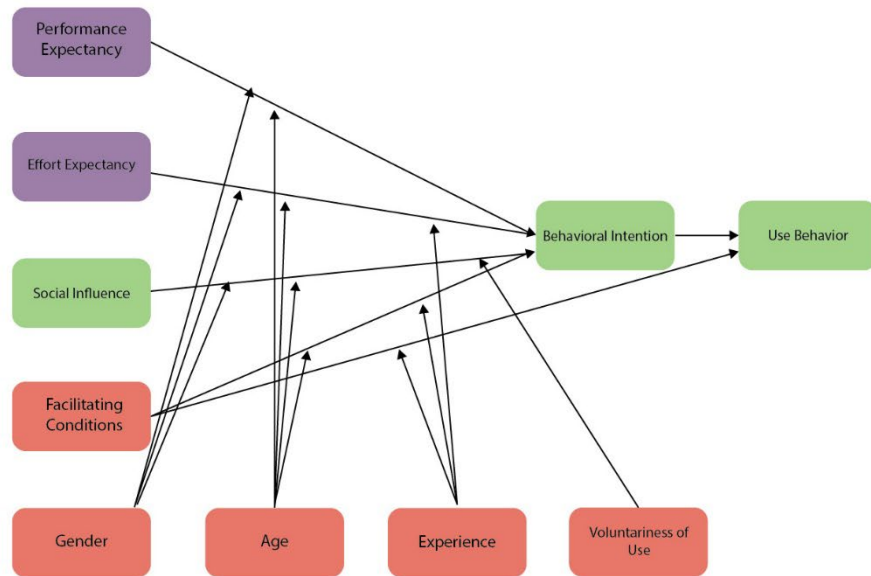 Performance
Expectancy
Effort Expectancy
Behavioral Intention
Use Behavior
Social Influence
Facilitating
Conditions
Gender
Age
Experience
Voluntariness of
Use